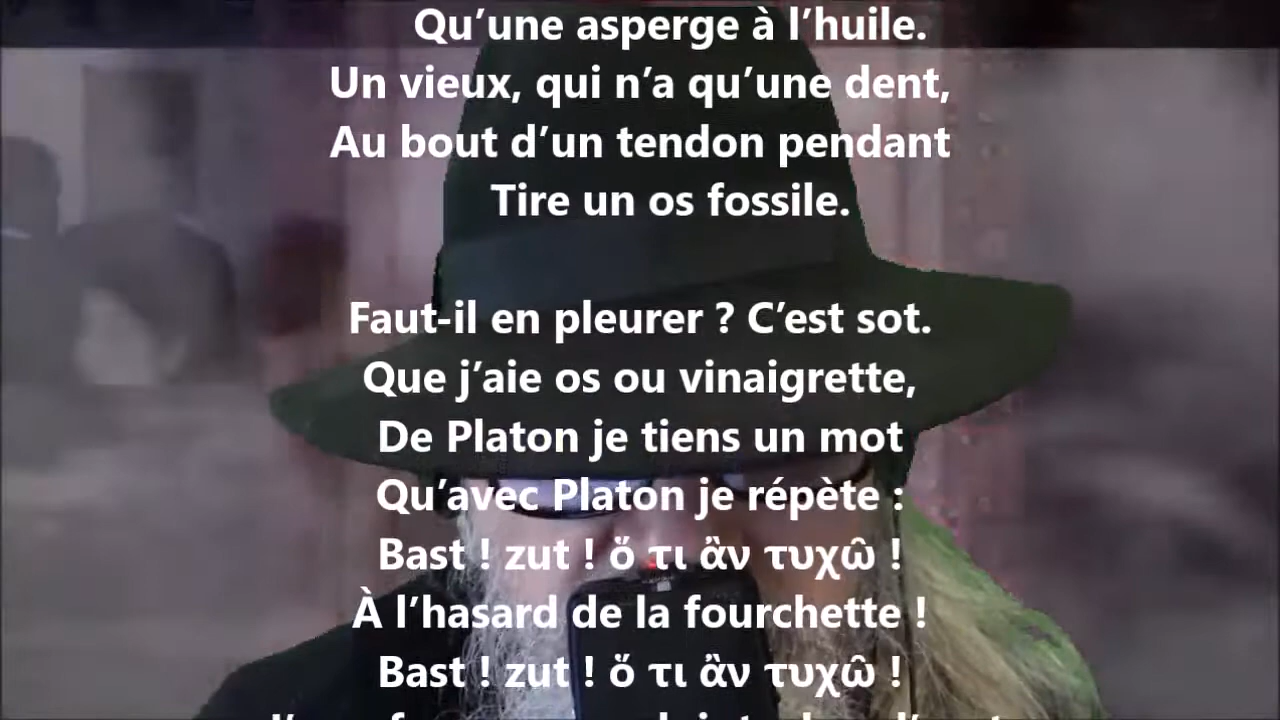 Qu’une asperge à l’huile.
Un vieux, qui n’a qu’une dent,
Au bout d’un tendon pendant
Tire un os fossile.
Faut-il en pleurer ? C’est sot.
Que j’aie os ou vinaigrette,
De Platon je tiens un mot
Qu’avec Platon je répète :
Bast ! zut ! ὅ τι ἂν τυχῶ !
À l’hasard de la fourchette !
Bast ! zut ! ὅ τι ἂν τυχῶ !